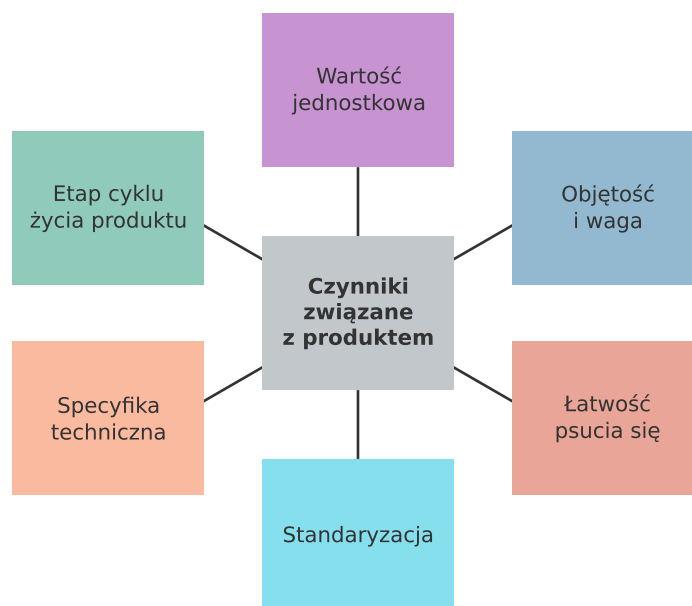 Wartość
jednostkowa
Etap cyklu
życia produktu
Objętość
i waga
Czynniki
związane
z produktem
Specyfika
techniczna
Łatwość
psucia się
Standaryzacja